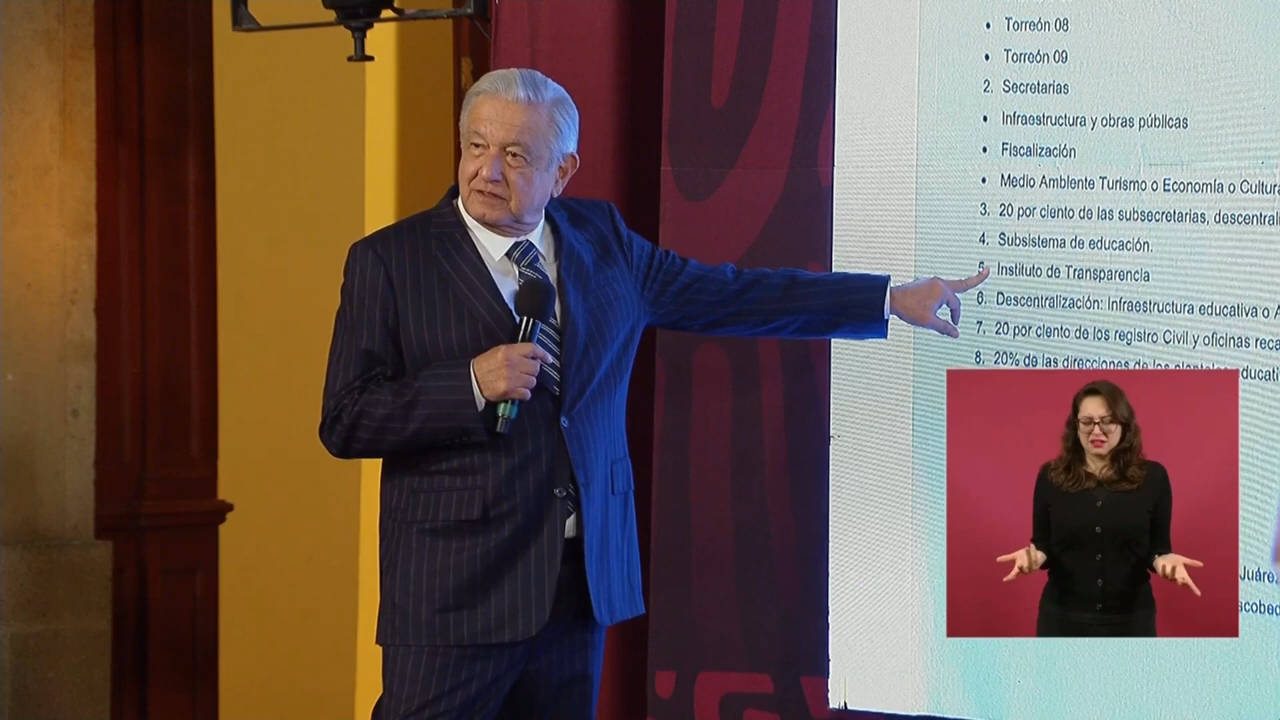 • Torreón 08
• Torreón 09
2. Secretarias
• Infraestructura y obras públicas
• Fiscalización
• Medio Ambiente Turismo o Economía o Cultur
3. 20 por ciento de las subsecretarias, descentral
4. Subsistema de educación.
5. Instituto de Transparencia
6. Descentralización: Infraestructura educativa o A
7. 20 por ciento de los registro Civil y oficinas reca
8. 20% de las direcciones de los planteles educati
Juáre
scobed